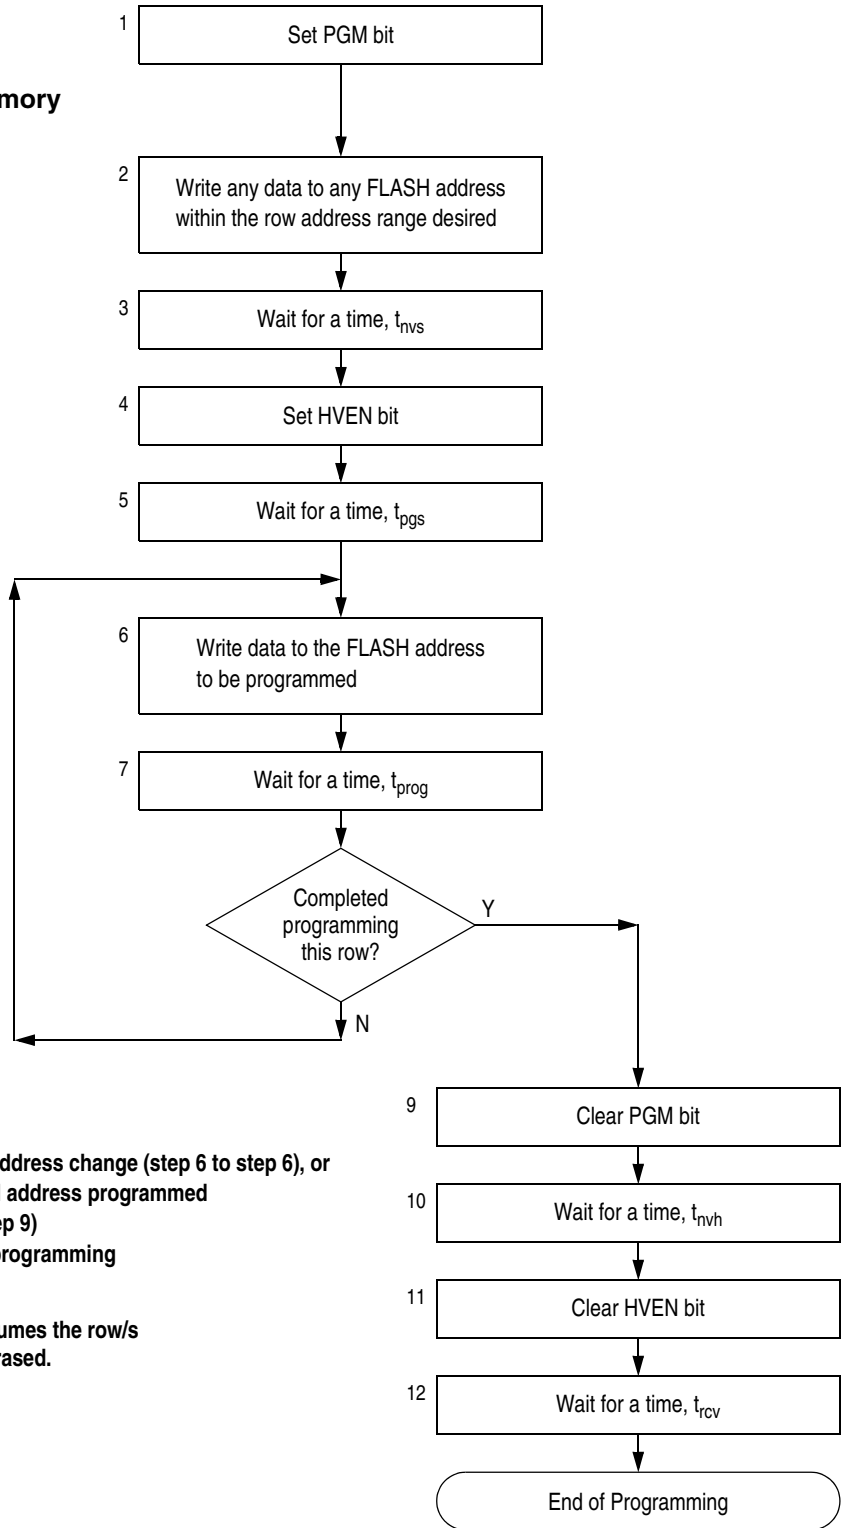 1
Set PGM bit
2
Write any data to any FLASH address
within the row address range desired
3
Wait for a time, tnvs
4
Set HVEN bit
5
Wait for a time, tpgs
6
Write data to the FLASH address
to be programmed
7
Wait for a time, tprog
Completed
programming
this row?
Y
N
9
Clear PGM bit
address change (step 6 to step 6), or
address programmed
9)
programming
the row/s
10
Wait for a time, tnvh
11
Clear HVEN bit
12
Wait for a time, trcv
End of Programming